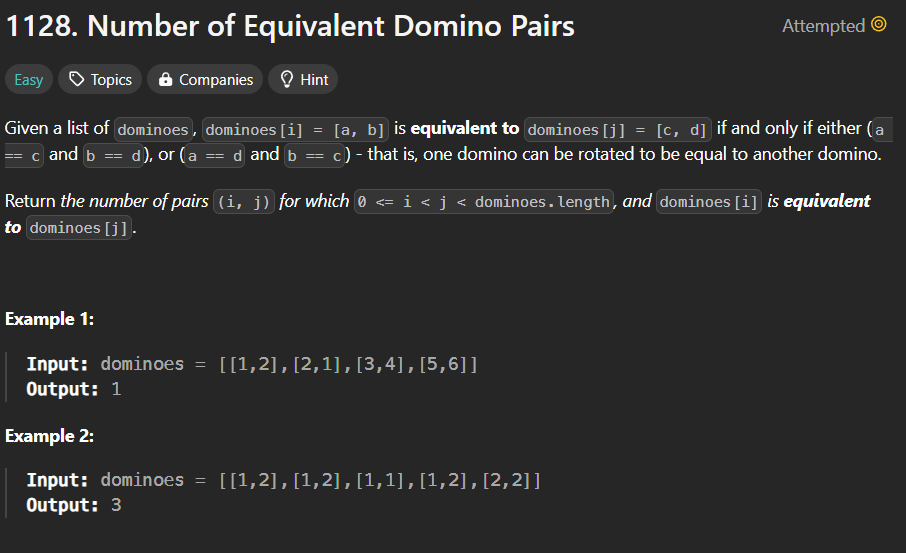 1128. Number of Equivalent Domino Pairs
Attempted
Easy Topics Companies Hint
Given a list of dominoes, dominoes[i] = [a, b] is equivalent to dominoes[j] = [c, d] if and only if either (a
== c and b == d), or (a == d and b == c) - that is, one domino can be rotated to be equal to another domino.
Return the number of pairs (i, j) for which 0 <= i < j < dominoes.length, and dominoes[i] is equivalent
to dominoes[j].
Example 1:
Input: dominoes = [[1,2],[2,1],[3,4],[5,6]]
Output: 1
Example 2:
Input: dominoes = [[1,2],[1,2],[1,1],[1,2],[2,2]]
Output: 3